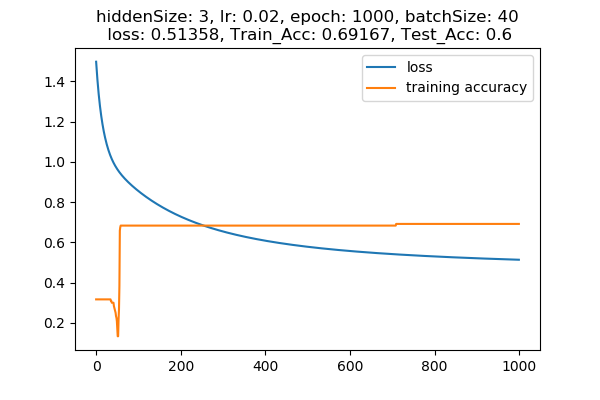 hiddenSize: 3, lr: 0.02, epoch: 1000, batchSize: 40
loss: 0.51358, Train_Acc: 0.69167, Test_Acc: 0.6
loss
training accuracy
1.4
1.2
1.0
0.8
0.6
0.4
0.2
0 200 400 600 800 1000